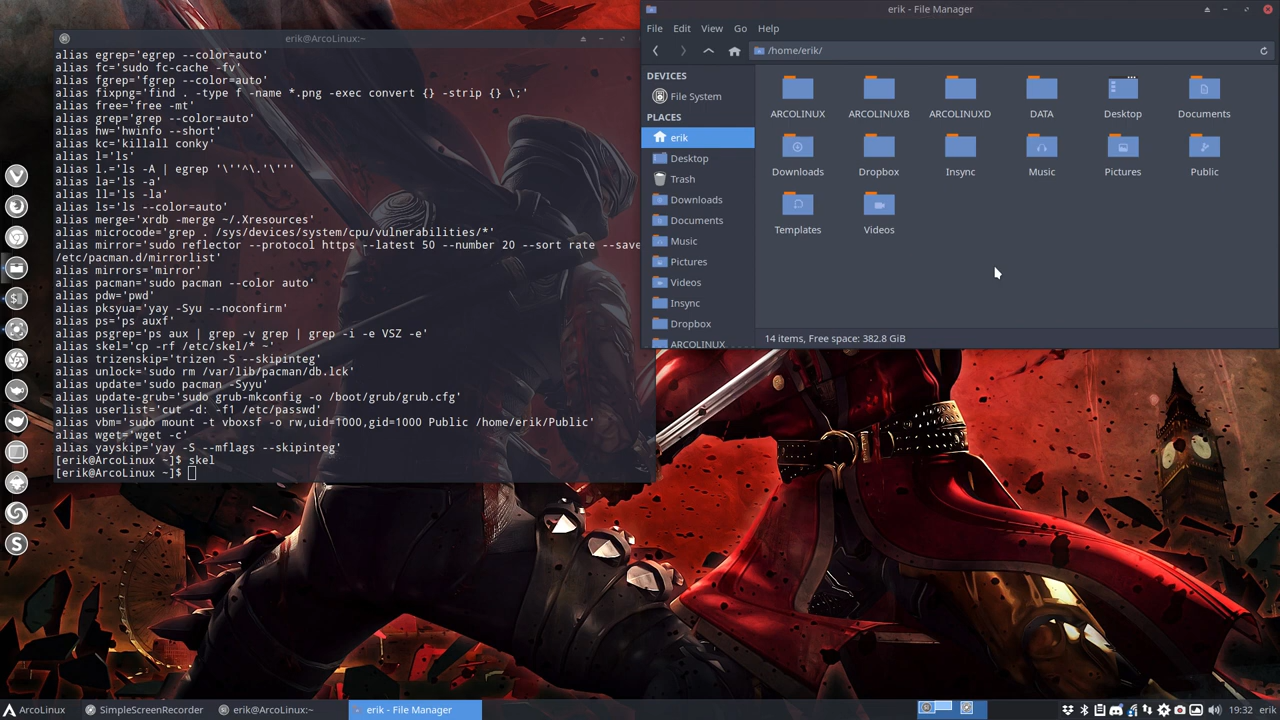 erik@ArcoLinux:~
alias egrep='egrep --color=auto'
alias fc='sudo fc-cache -fv'
alias fgrep='fgrep --color=auto'
alias fixpng='find . -type f -name *.png -exec convert {} -strip {} \;'
alias free='free -mt'
alias grep='grep --color=auto'
alias hw='hwinfo --short'
alias kc='killall conky'
alias l='ls'
alias l.='ls -A | egrep '\''^\.'\'''
alias la='ls -a'
alias ll='ls -la'
alias ls='ls --color=auto'
alias merge='xrdb -merge ~/.Xresources'
alias microcode='grep . /sys/devices/system/cpu/vulnerabilities/*'
alias mirror='sudo reflector --protocol https --latest 50 --number 20 --sort rate --save
/etc/pacman.d/mirrorlist'
alias mirrors='mirror'
alias pacman='sudo pacman --color auto'
alias pdw='pwd'
alias pksyua='yay -Syu --noconfirm'
alias ps='ps auxf'
alias psgrep='ps aux | grep -v grep | grep -i -e VSZ -e'
alias skel='cp -rf /etc/skel/* ~'
alias trizenskip='trizen -S --skipinteg'
alias unlock='sudo rm /var/lib/pacman/db.lck'
alias update='sudo pacman -Syyu'
alias update-grub='sudo grub-mkconfig -o /boot/grub/grub.cfg'
alias userlist='cut -d: -f1 /etc/passwd'
alias vbm='sudo mount -t vboxsf -o rw,uid=1000,gid=1000 Public /home/erik/Public'
alias wget='wget -c'
alias yayskip='yay -S --mflags --skipinteg'
[erik@ArcoLinux ~]$ skel
[erik@ArcoLinux ~]$
erik - File Manager
File Edit View Go Help
/home/erik/
DEVICES
File System
PLACES
erik
Desktop
Trash
Downloads
Documents
Music
Pictures
Videos
Insync
Dropbox
ARCOLINUX
ARCOLINUX ARCOLINUXB ARCOLINUXD DATA Desktop Documents
Downloads Dropbox Insync Music Pictures Public
Templates Videos
14 items, Free space: 382.8 GiB
ArcoLinux SimpleScreenRecorder erik@ArcoLinux:~ erik - File Manager 19:32 erik